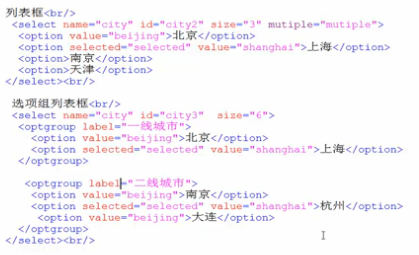 列表框<br/>
<select name="city" id="city2" size="3" mutiple="mutiple">
<option value="beijing">北京</option>
<option selected="selected" value="shanghai">上海</option>
<option>南京</option>
<option>天津</option>
</select><br/>
选项组列表框<br/>
<select name="city" id="city3" size="6">
<optgroup label="一线城市">
<option value="beijing">北京</option>
<option selected="selected" value="shanghai">上海</option>
</optgroup>
<optgroup label="二线城市">
<option value="beijing">南京</option>
<option selected="selected" value="shanghai">杭州</option>
<option value="beijing">大连</option>
</optgroup>
</select><br/>